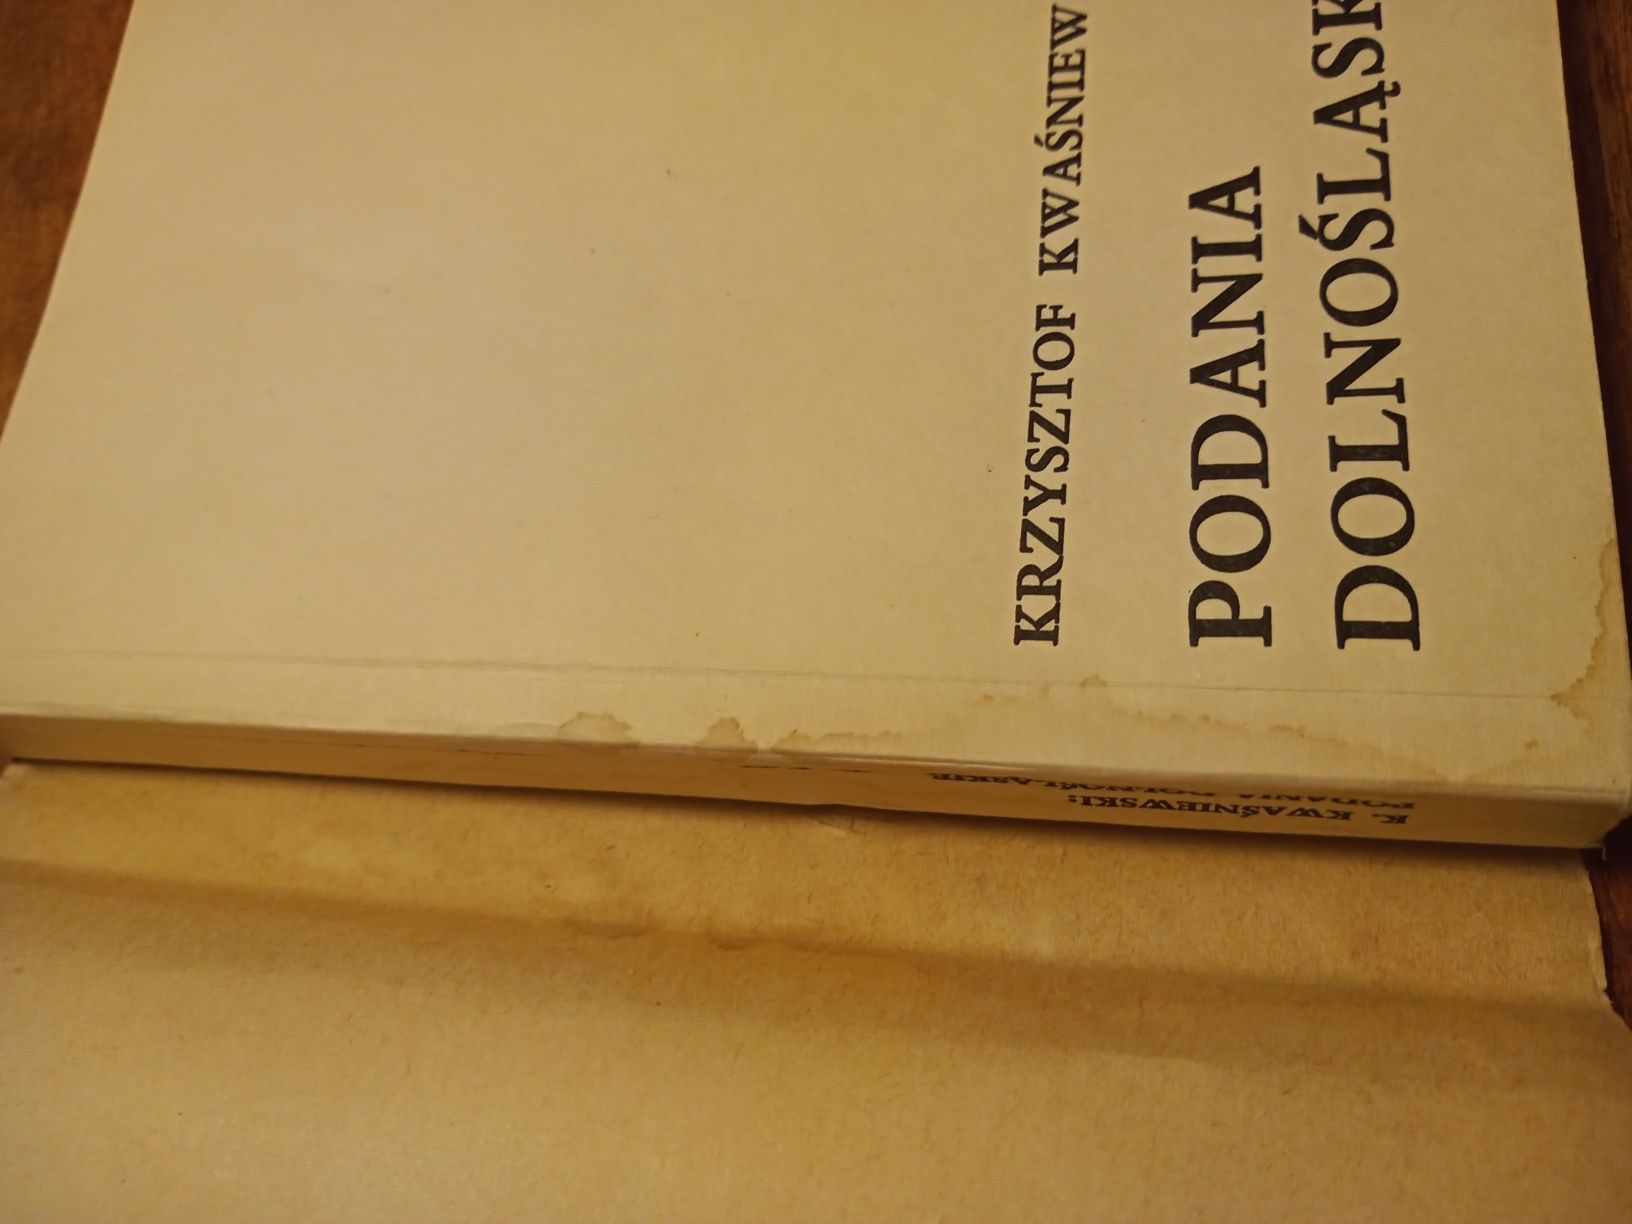 KRZYSZTOF KWAŚNIEW
PODANIA
DOLNOŚLĄSK
K. KWAŚNIEWSKI:
PODANIA DOLNOŚLĄSKIE